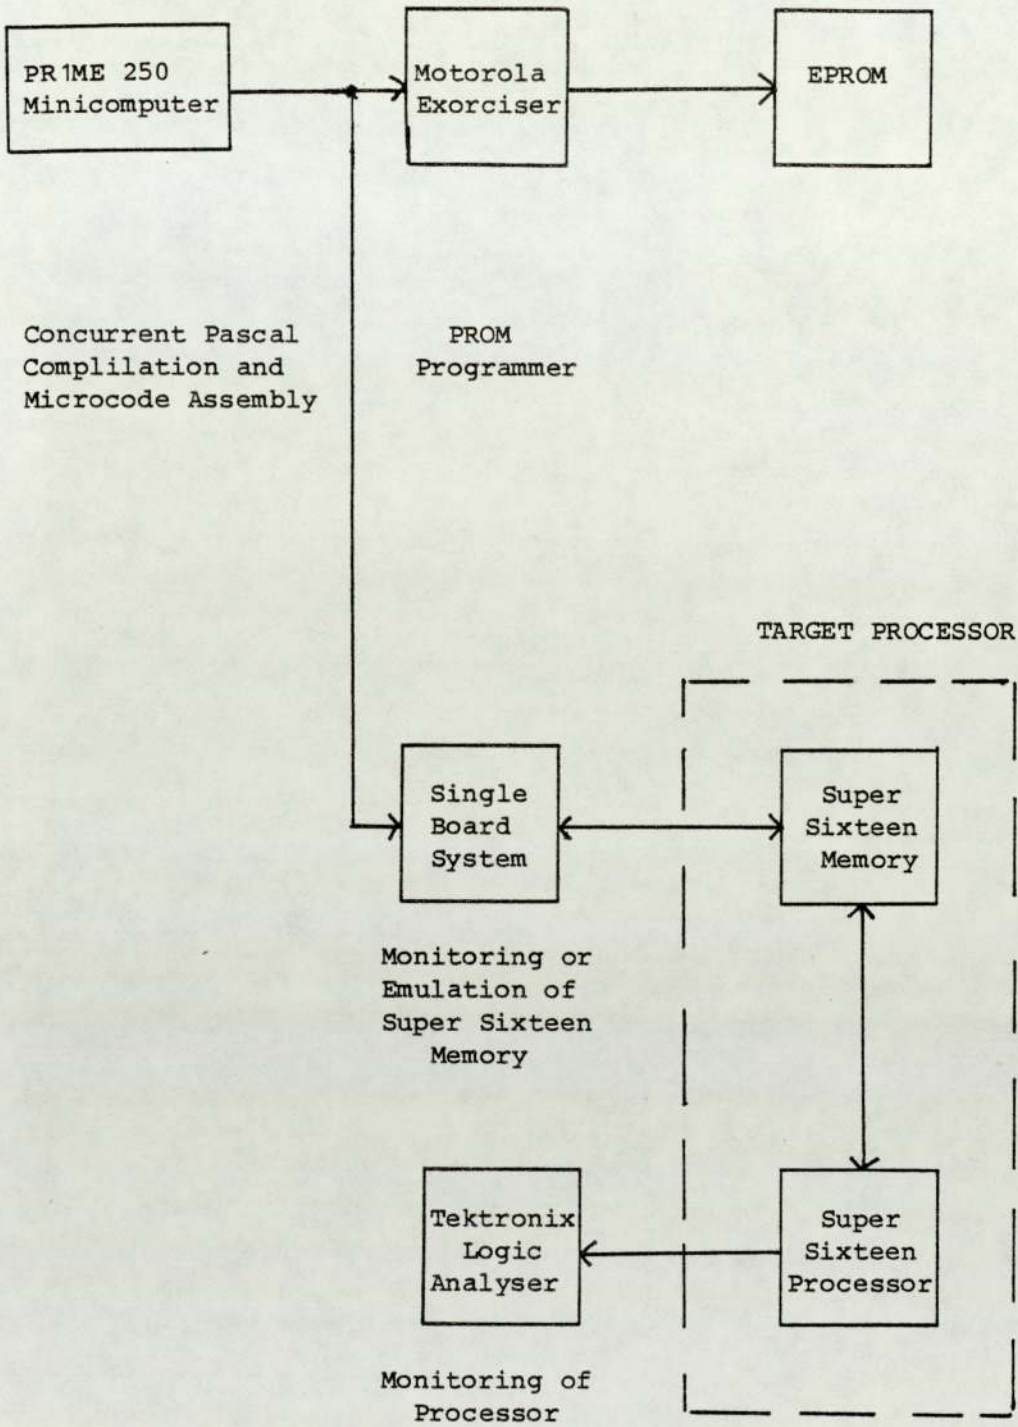 PR1ME 250
Minicomputer
Motorola
Exorciser
EPROM
Concurrent Pascal
Complilation and
Microcode Assembly
PROM
Programmer
TARGET PROCESSOR
Single
Board
System
Super
Sixteen
Memory
Monitoring or
Emulation of
Super Sixteen
Memory
Tektronix
Logic
Analyser
Super
Sixteen
Processor
Monitoring of
Processor